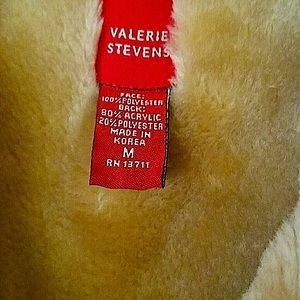 VALERIE
STEVENS
FACE:
100% POLYESTER
BACK:
80% ACRYLIC
20% POLYESTER
MADE IN
KOREA
M
RN 13711